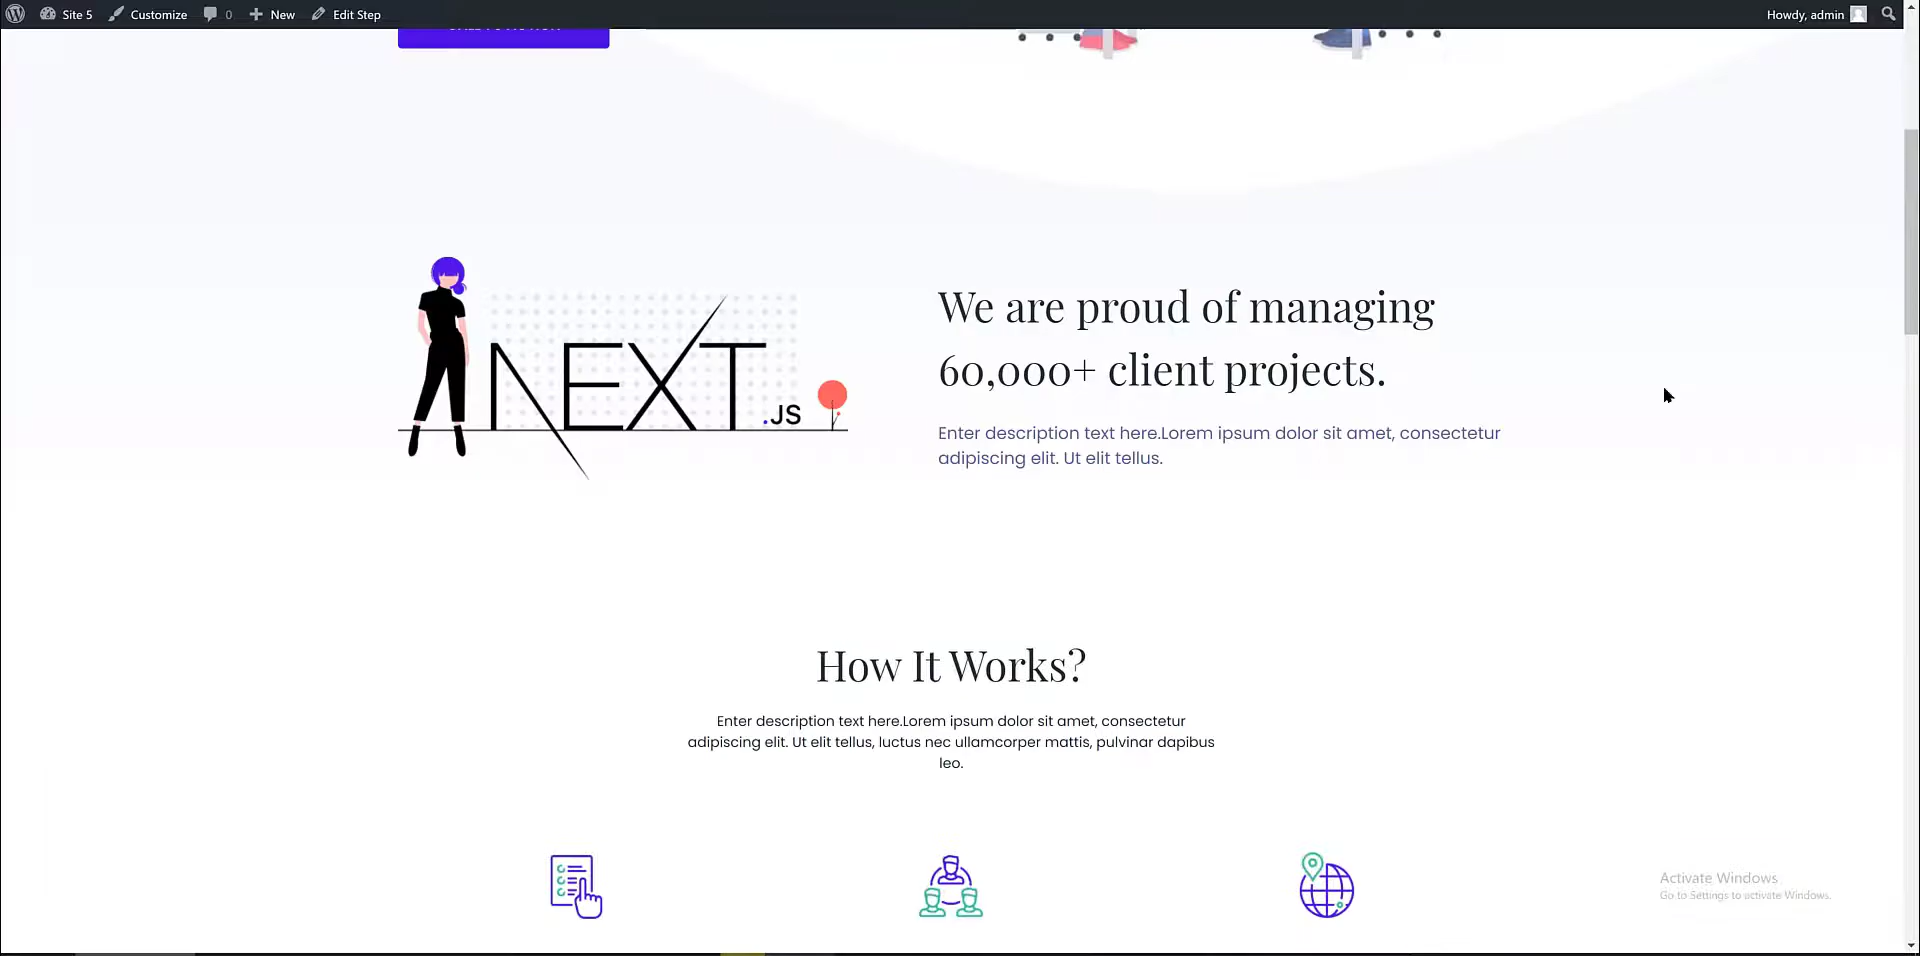 Site 5 Customize 0 New Edit Step Howdy, admin
NEXT.JS
We are proud of managing
60,000+ client projects.
Enter description text here.Lorem ipsum dolor sit amet, consectetur
adipiscing elit. Ut elit tellus.
How It Works?
Enter description text here.Lorem ipsum dolor sit amet, consectetur
adipiscing elit. Ut elit tellus, luctus nec ullamcorper mattis, pulvinar dapibus
leo.
Activate Windows
Go to Settings to activate Windows.